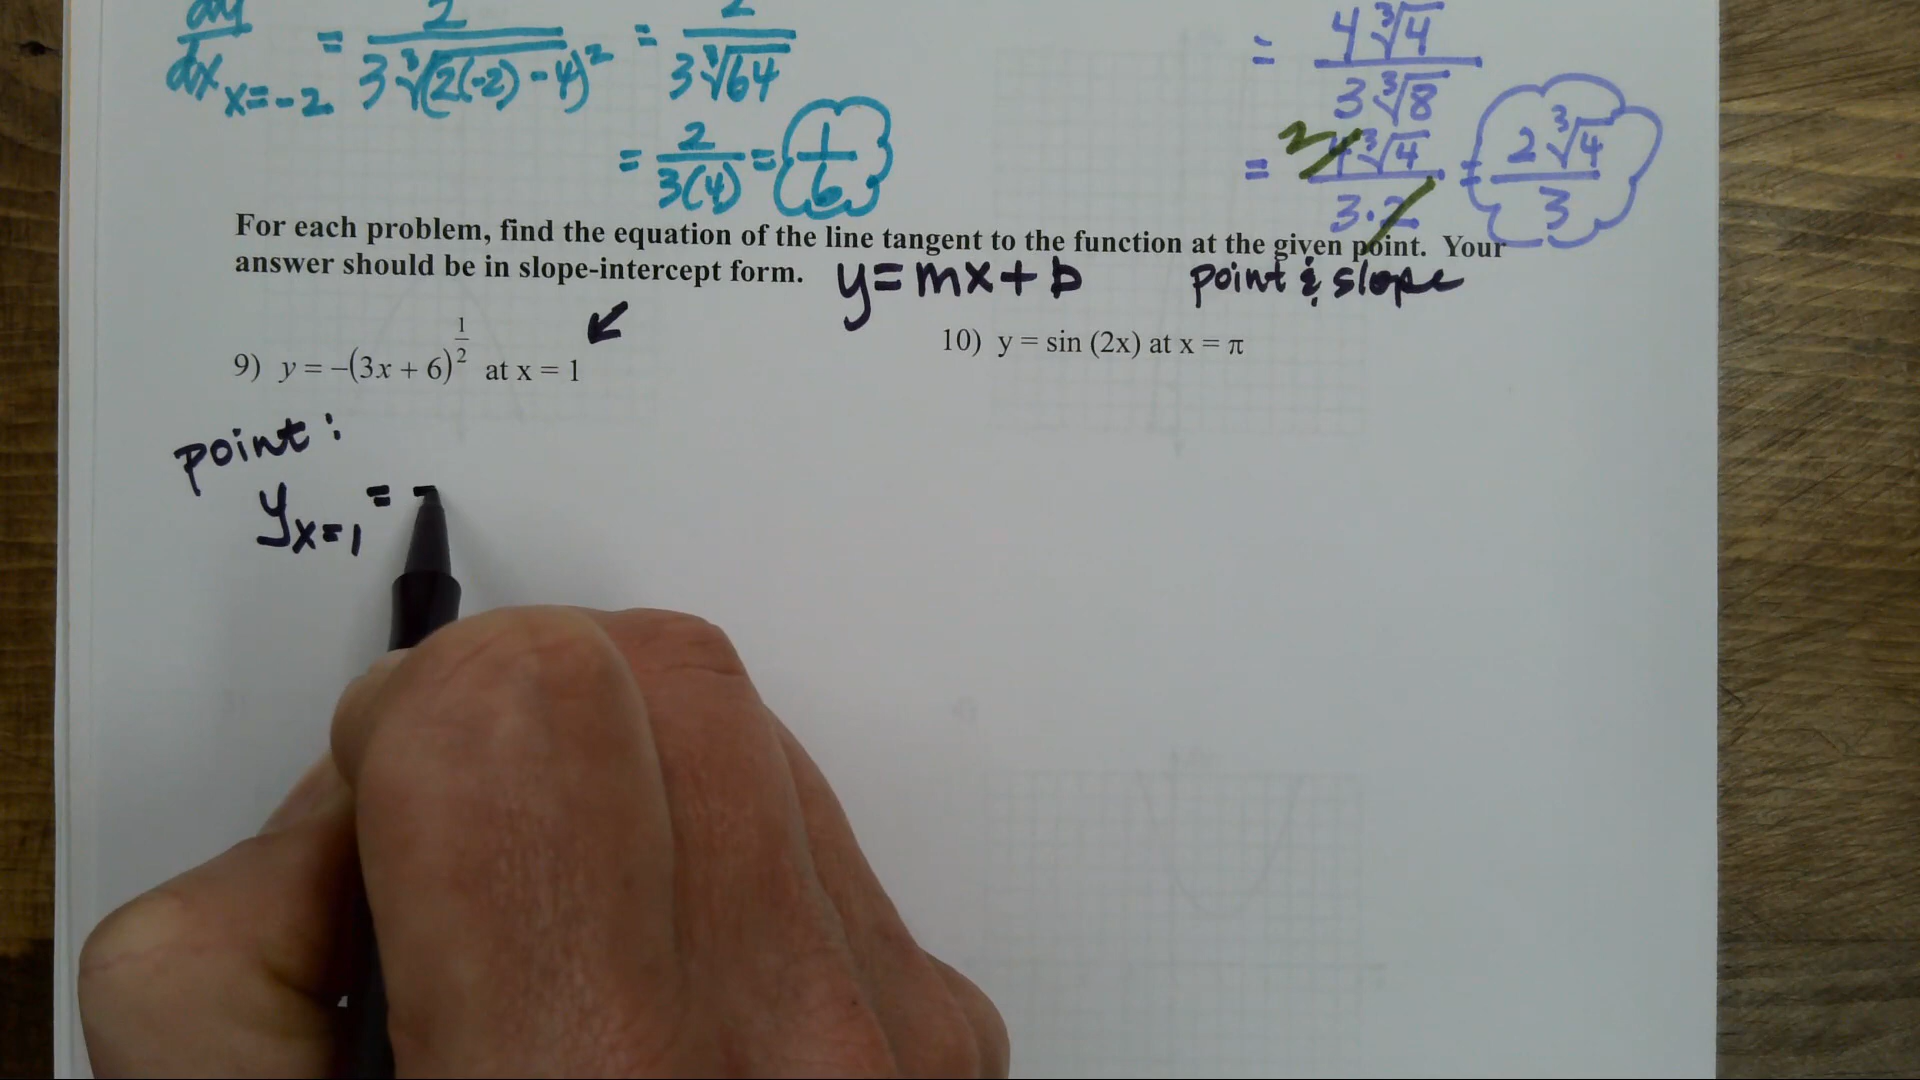 dy/dx x=-2 = 2/(3∛(2(-2)-4)²) = 2/(3∛64)
= 2/(3(4)) = 1/6
= 4∛4/(3∛8)
2
= 4∛4/(3·2) = 2∛4/3
For each problem, find the equation of the line tangent to the function at the given point. Your
answer should be in slope-intercept form. y=mx+b point & slope
9) y = −(3x + 6)^(1/2) at x = 1
10) y = sin (2x) at x = π
point:
y x=1 = -